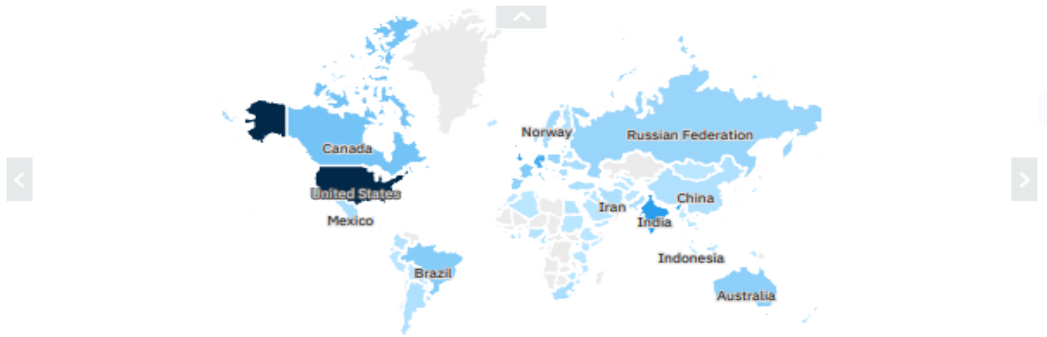 Norway
Russian Federation
Canada
United States
China
Iran
Mexico
India
Indonesia
Brazil
Australia